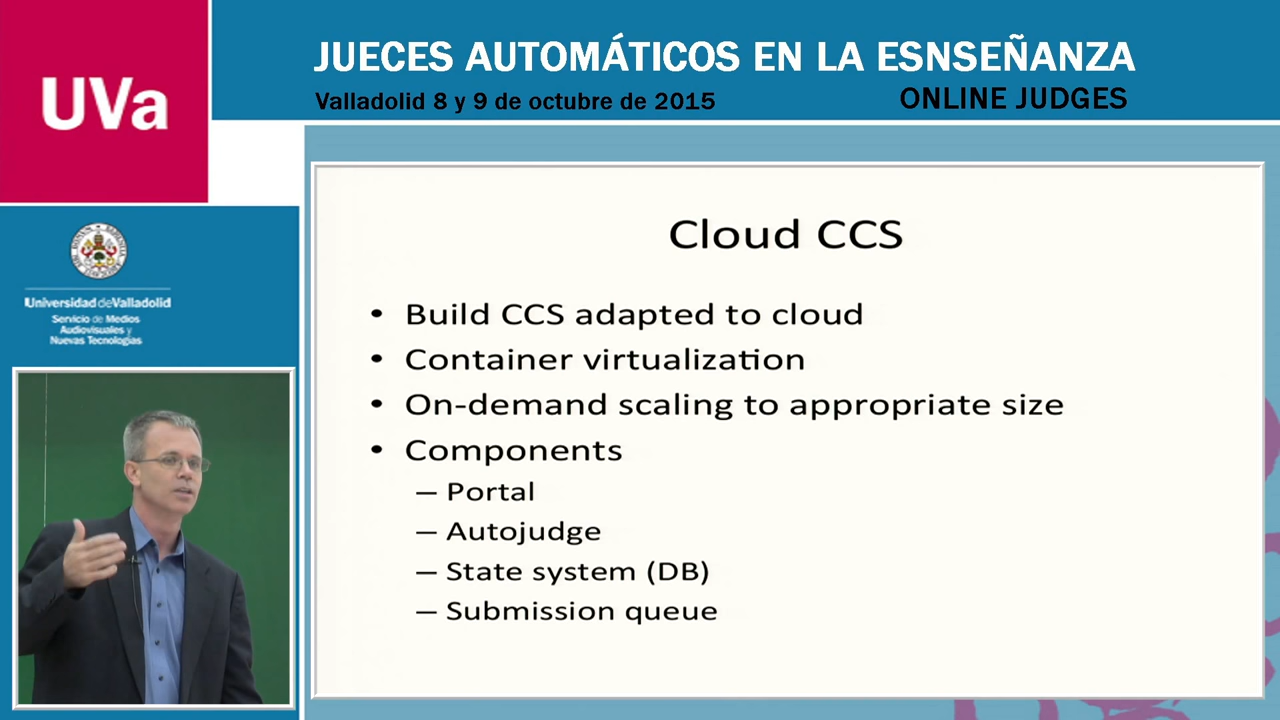 UVa
JUECES AUTOMÁTICOS EN LA ESNSEÑANZA
Valladolid 8 y 9 de octubre de 2015
ONLINE JUDGES
Universidad de Valladolid
Servicio de Medios
Audiovisuales y
Nuevas Tecnologías
Cloud CCS
• Build CCS adapted to cloud
• Container virtualization
• On-demand scaling to appropriate size
• Components
– Portal
– Autojudge
– State system (DB)
– Submission queue